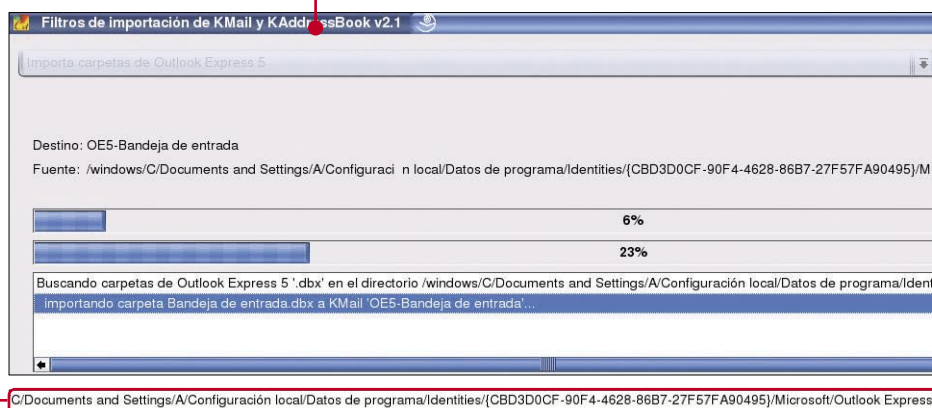 Filtros de importación de KMail y KAddressBook v2.1
Importa carpetas de Outlook Express 5
Destino: OE5-Bandeja de entrada
Fuente: /windows/C/Documents and Settings/A/Configuraci n local/Datos de programa/Identities/{CBD3D0CF-90F4-4628-86B7-27F57FA90495}/M
6%
23%
Buscando carpetas de Outlook Express 5 '.dbx' en el directorio /windows/C/Documents and Settings/A/Configuración local/Datos de programa/Ident
importando carpeta Bandeja de entrada.dbx a KMail 'OE5-Bandeja de entrada'...
C/Documents and Settings/A/Configuración local/Datos de programa/Identities/{CBD3D0CF-90F4-4628-86B7-27F57FA90495}/Microsoft/Outlook Express